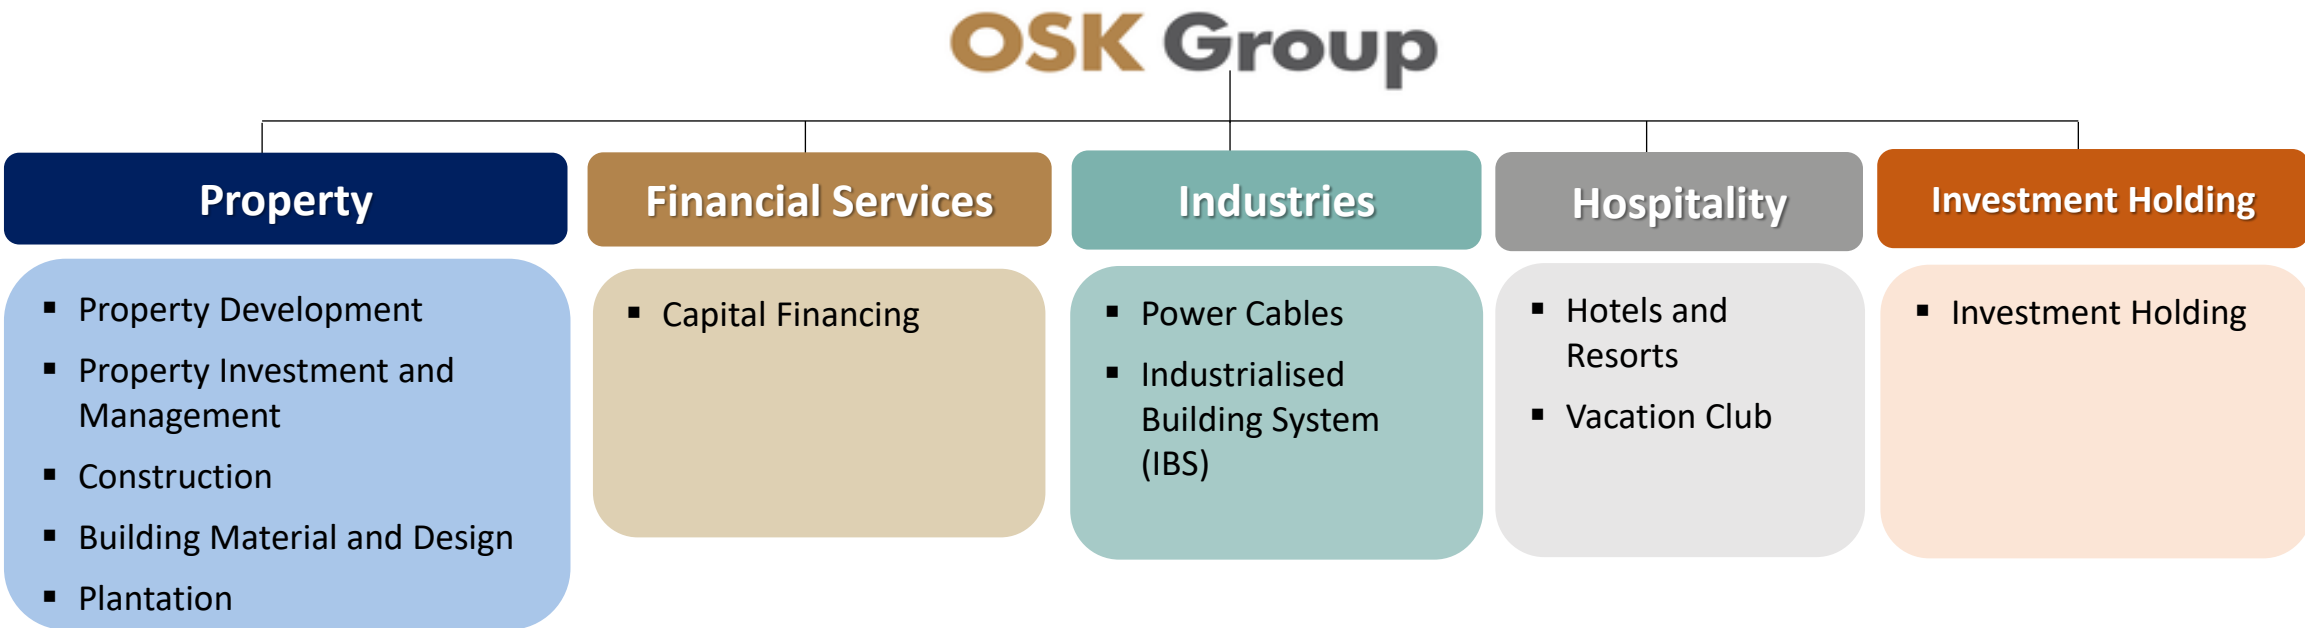 OSK Group
Property
Financial Services
Industries
Hospitality
Investment Holding
▪ Property Development
▪ Property Investment and
Management
▪ Construction
▪ Building Material and Design
▪ Plantation
▪ Capital Financing
▪ Power Cables
▪ Industrialised
Building System
(IBS)
▪ Hotels and
Resorts
▪ Vacation Club
▪ Investment Holding